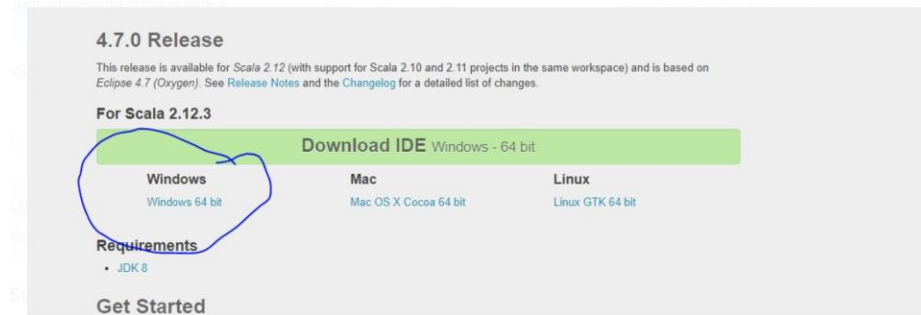 4.7.0 Release
This release is available for Scala 2.12 (with support for Scala 2.10 and 2.11 projects in the same workspace) and is based on
Eclipse 4.7 (Oxygen). See Release Notes and the Changelog for a detailed list of changes.
For Scala 2.12.3
Download IDE Windows - 64 bit
Windows Mac Linux
Windows 64 bit Mac OS X Cocoa 64 bit Linux GTK 64 bit
Requirements
• JDK 8
Get Started